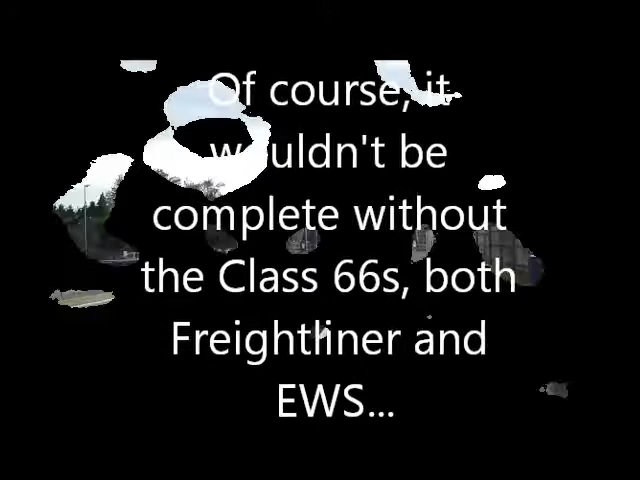 Of course, it
wouldn't be
complete without
the Class 66s, both
Freightliner and
EWS...